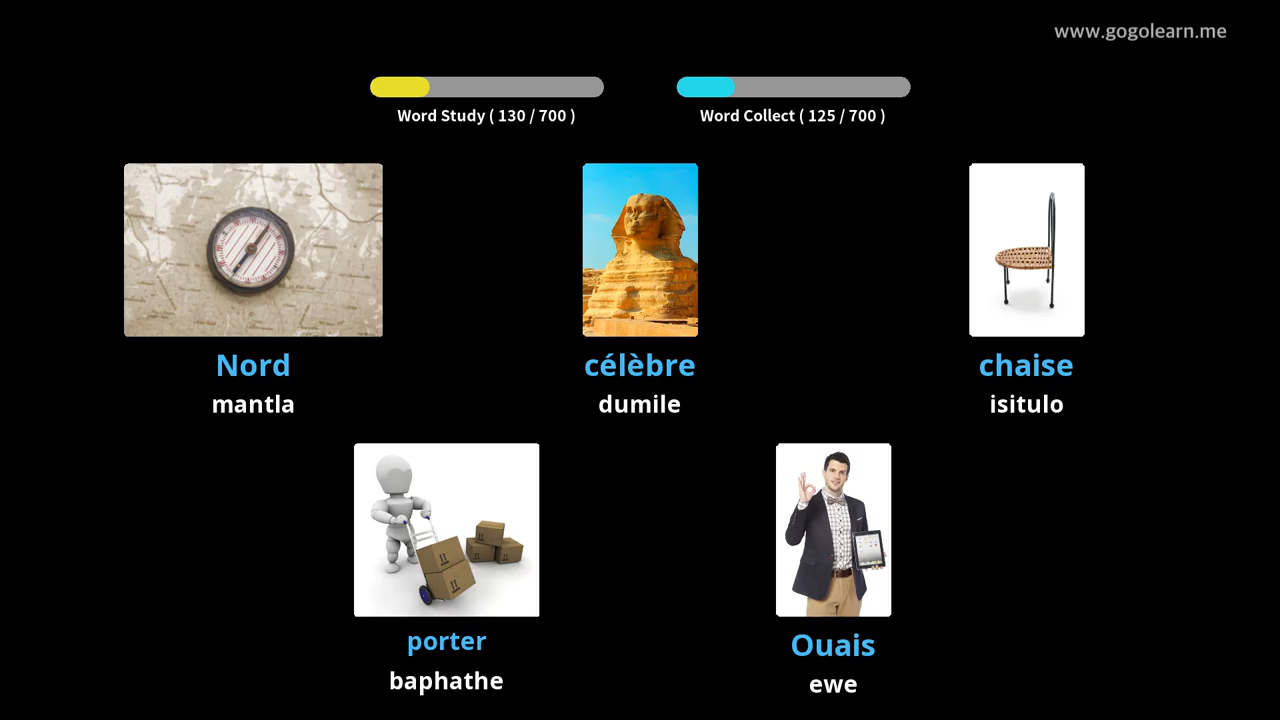 www.gogolearn.me
Word Study ( 130 / 700 )
Word Collect ( 125 / 700 )
Nord
mantla
célèbre
dumile
chaise
isitulo
porter
baphathe
Ouais
ewe